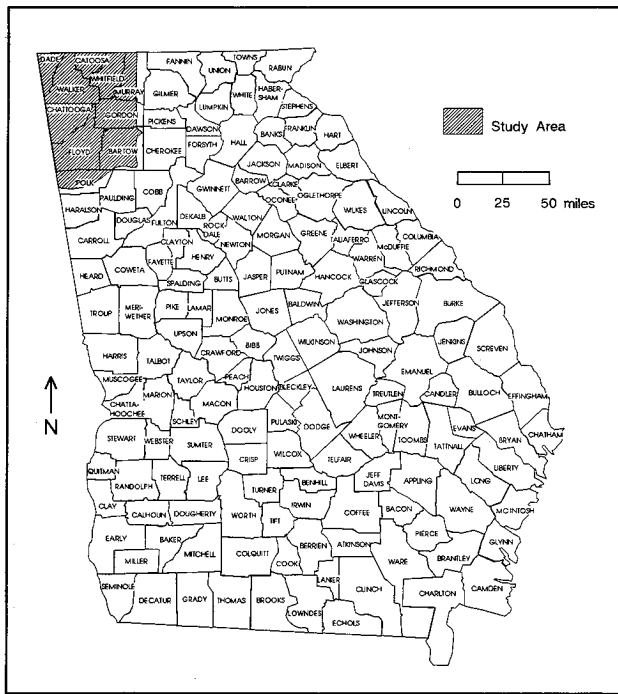 DADE
CATOOSA
FANNIN
TOWNS
UNION
RABUN
WHITFIELD
WALKER
MURRAY
GILMER
LUMPKIN
WHITE
HABER-
SHAM
STEPHENS
CHATTOOGA
GORDON
PICKENS
DAWSON
BANKS
FRANKLIN
HART
FLOYD
BARTOW
CHEROKEE
FORSYTH
HALL
JACKSON
MADISON
ELBERT
Study Area
POLK
PAULDING
COBB
GWINNETT
BARROW
CLARKE
OCONEE
OGLETHORPE
WILKES
LINCOLN
0 25 50 miles
HARALSON
DOUGLAS
FULTON
DEKALB
ROCK-
DALE
WALTON
MORGAN
GREENE
TALIAFERRO
COLUMBIA
McDUFFIE
CARROLL
CLAYTON
HENRY
NEWTON
WARREN
RICHMOND
HEARD
COWETA
FAYETTE
SPALDING
BUTTS
JASPER
PUTNAM
HANCOCK
GLASCOCK
JEFFERSON
BURKE
TROUP
MERI-
WETHER
PIKE
LAMAR
MONROE
JONES
BALDWIN
WASHINGTON
UPSON
BIBB
WILKINSON
JENKINS
SCREVEN
HARRIS
TALBOT
CRAWFORD
TWIGGS
JOHNSON
EMANUEL
N
MUSCOGEE
TAYLOR
PEACH
HOUSTON
BLECKLEY
LAURENS
TREUTLEN
CANDLER
BULLOCH
EFFINGHAM
CHATTA-
HOOCHEE
MARION
MACON
SCHLEY
DOOLY
PULASKI
DODGE
WHEELER
MONT-
GOMERY
TOOMBS
EVANS
TATTNALL
BRYAN
CHATHAM
STEWART
WEBSTER
SUMTER
CRISP
WILCOX
TELFAIR
LIBERTY
QUITMAN
RANDOLPH
TERRELL
LEE
TURNER
BENHILL
JEFF
DAVIS
APPLING
LONG
CLAY
CALHOUN
DOUGHERTY
WORTH
TIFT
IRWIN
COFFEE
BACON
WAYNE
MCINTOSH
EARLY
BAKER
MITCHELL
COLQUITT
COOK
BERRIEN
ATKINSON
WARE
PIERCE
BRANTLEY
GLYNN
MILLER
LANIER
CLINCH
CHARLTON
CAMDEN
SEMINOLE
DECATUR
GRADY
THOMAS
BROOKS
LOWNDES
ECHOLS